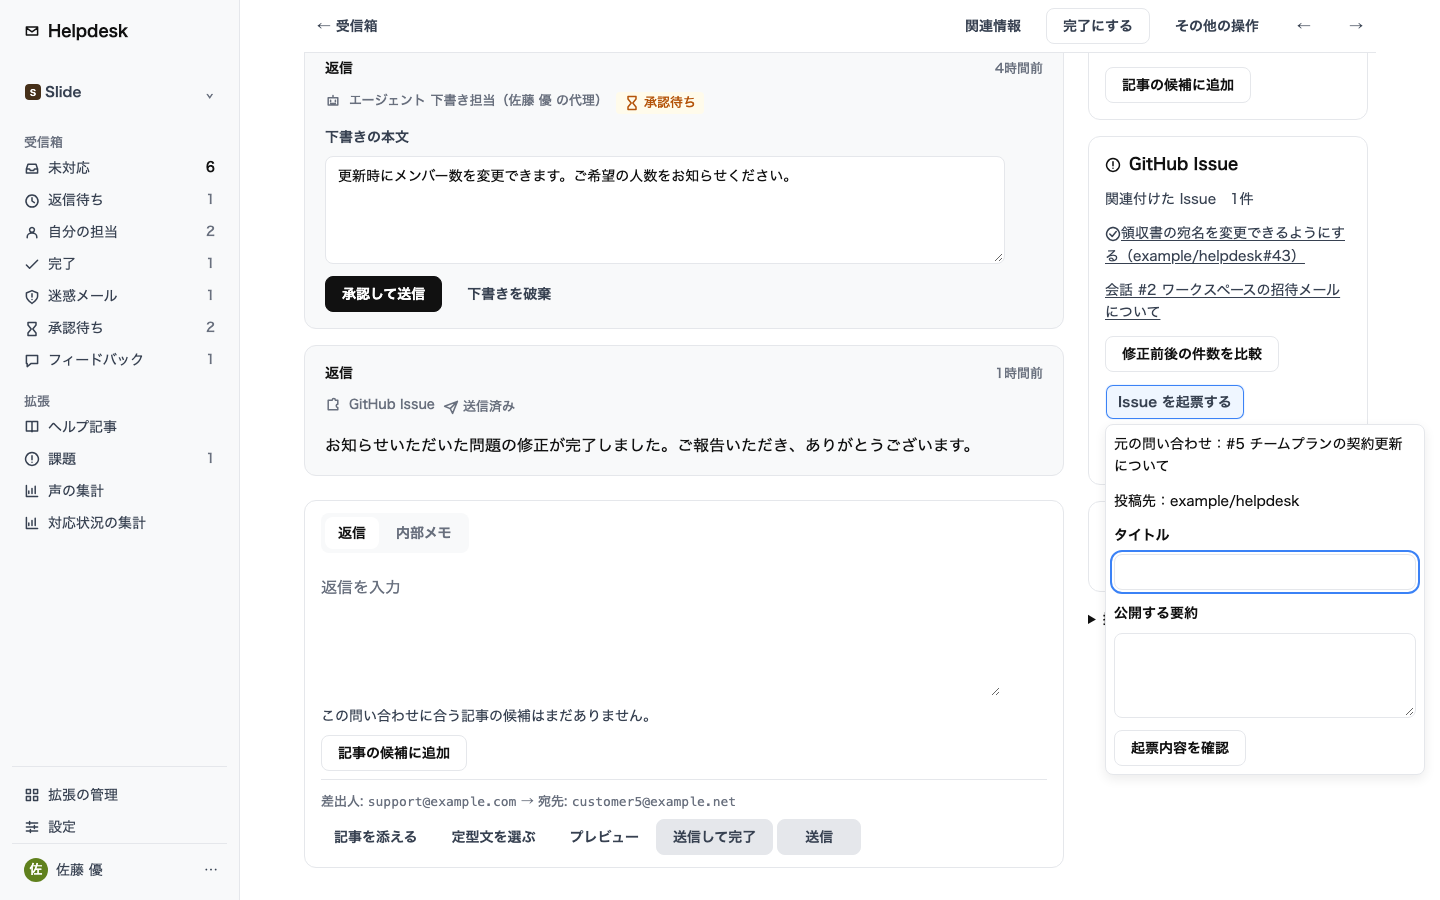 Helpdesk
S Slide
受信箱
未対応 6
返信待ち 1
自分の担当 2
完了 1
迷惑メール 1
承認待ち 2
フィードバック 1
拡張
ヘルプ記事
課題 1
声の集計
対応状況の集計
拡張の管理
設定
佐 佐藤 優 …
← 受信箱
関連情報 完了にする その他の操作 ← →
返信 4時間前
エージェント 下書き担当（佐藤 優 の代理） 承認待ち
下書きの本文
更新時にメンバー数を変更できます。ご希望の人数をお知らせください。
承認して送信 下書きを破棄
返信 1時間前
GitHub Issue 送信済み
お知らせいただいた問題の修正が完了しました。ご報告いただき、ありがとうございます。
返信 内部メモ
返信を入力
この問い合わせに合う記事の候補はまだありません。
記事の候補に追加
差出人: support@example.com → 宛先: customer5@example.net
記事を添える 定型文を選ぶ プレビュー 送信して完了 送信
記事の候補に追加
GitHub Issue
関連付けた Issue 1件
領収書の宛名を変更できるようにす
る（example/helpdesk#43）
会話 #2 ワークスペースの招待メール
について
修正前後の件数を比較
Issue を起票する
元の問い合わせ：#5 チームプランの契約更新
について
投稿先：example/helpdesk
タイトル
公開する要約
起票内容を確認